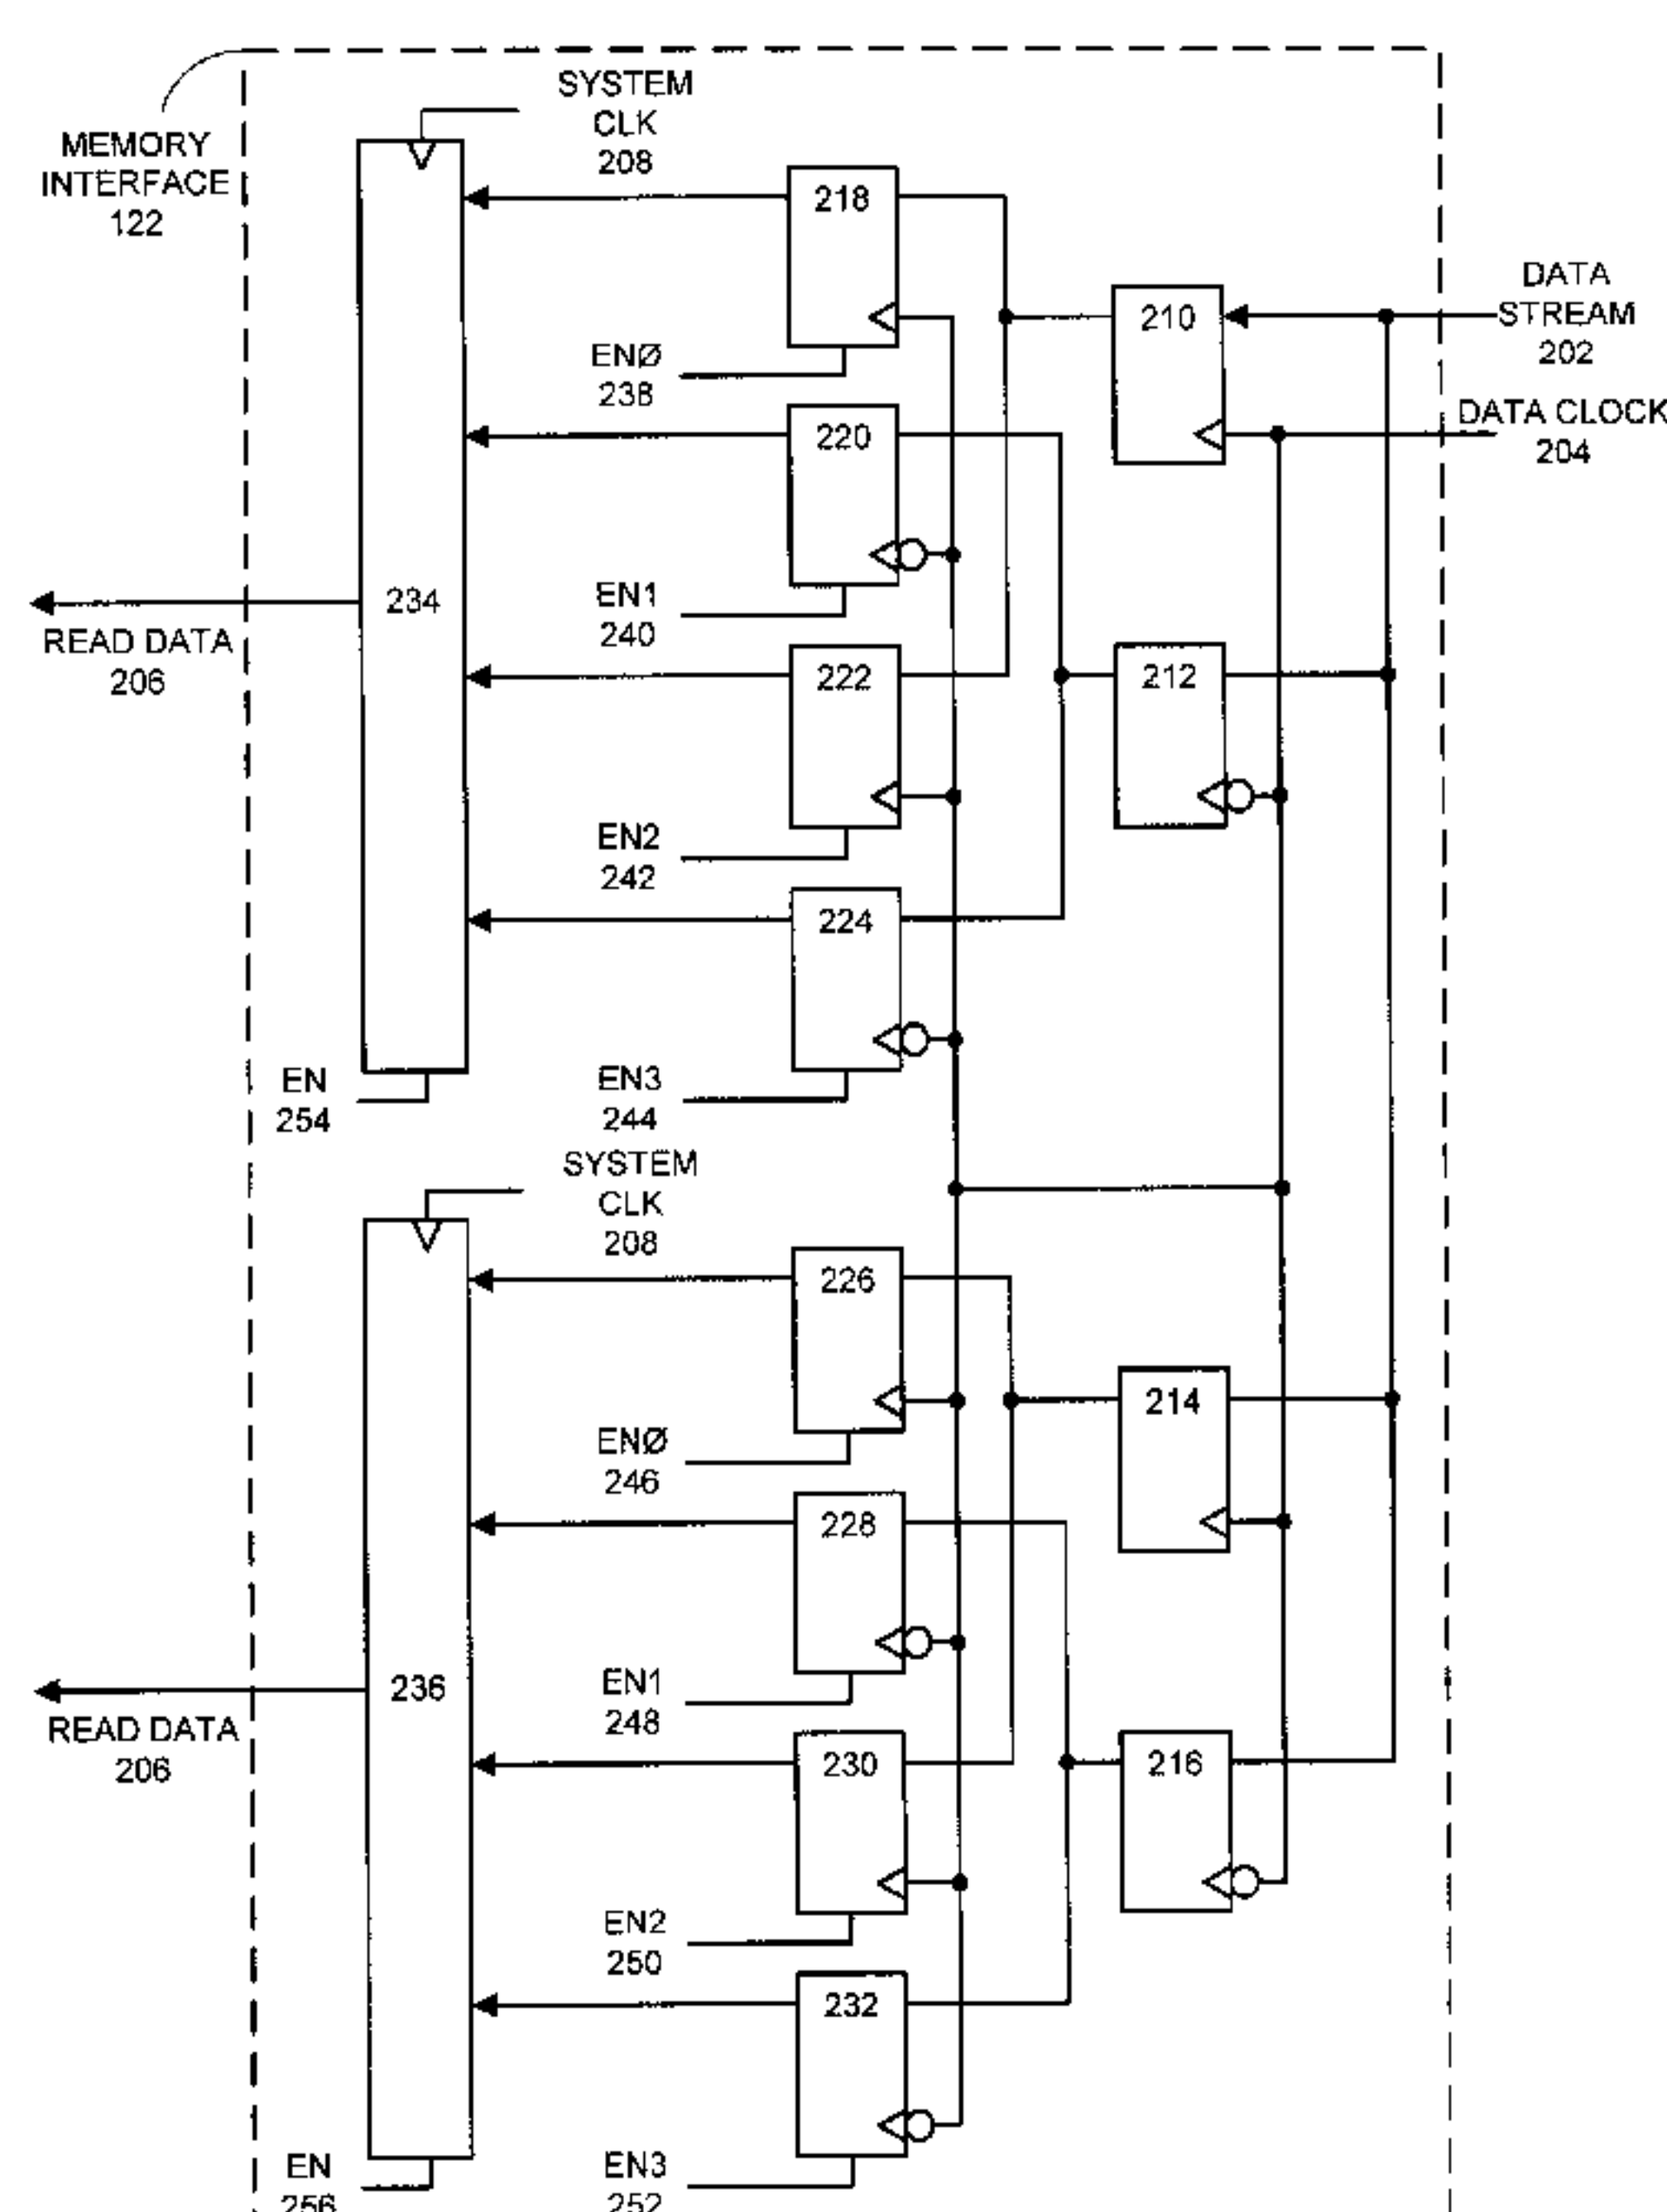 SYSTEM
CLK
208
MEMORY
INTERFACE
122
218
DATA
STREAM
202
210
ENØ
238
DATA CLOCK
204
220
EN1
240
234
READ DATA
206
222
212
EN2
242
224
EN3
244
EN
254
SYSTEM
CLK
208
226
214
ENØ
246
228
EN1
248
236
READ DATA
206
230
216
EN2
250
232
EN3
252
EN
256